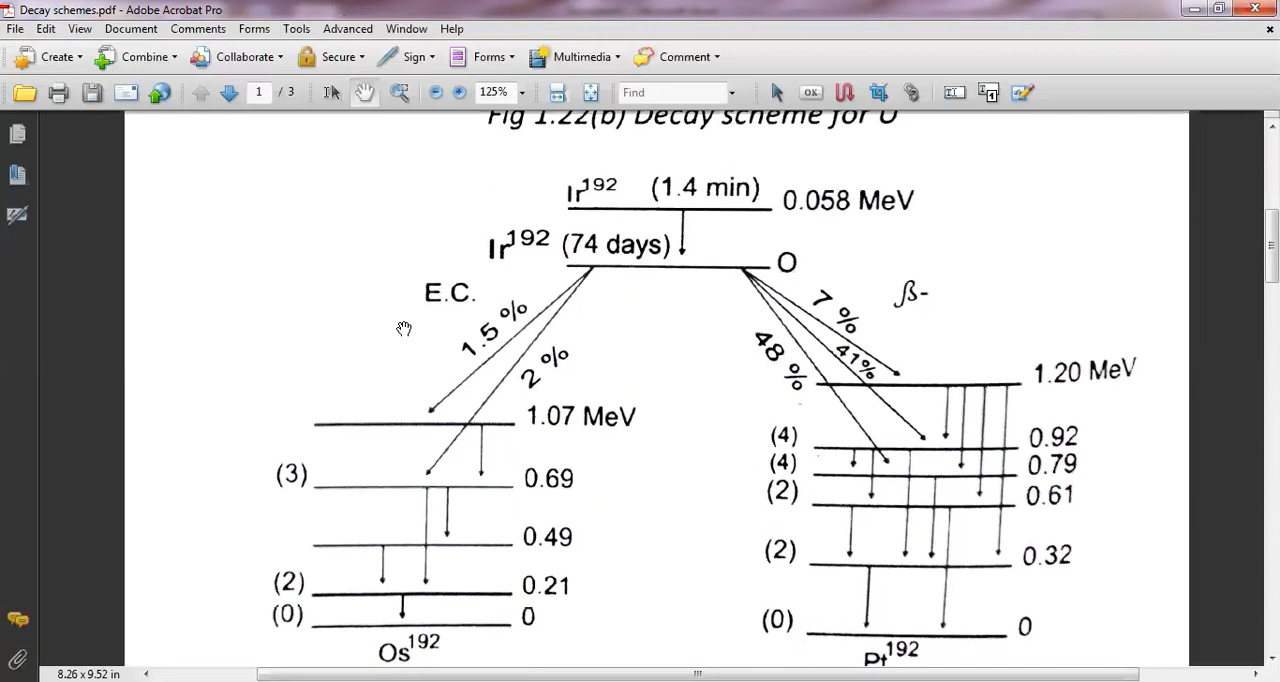 Decay schemes.pdf - Adobe Acrobat Pro
File Edit View Document Comments Forms Tools Advanced Window Help
Create Combine Collaborate Secure Sign Forms Multimedia Comment
1 / 3 125% Find OK
Fig 1.22(b) Decay scheme for
Ir192 (1.4 min) 0.058 MeV
Ir192 (74 days) O
E.C. ß-
1.5 %
2 %
7 %
41%
48 %
1.07 MeV
(3) 0.69
0.49
(2) 0.21
(0) 0
Os192
1.20 MeV
(4) 0.92
(4) 0.79
(2) 0.61
(2) 0.32
(0) 0
Pt192
8.26 x 9.52 in